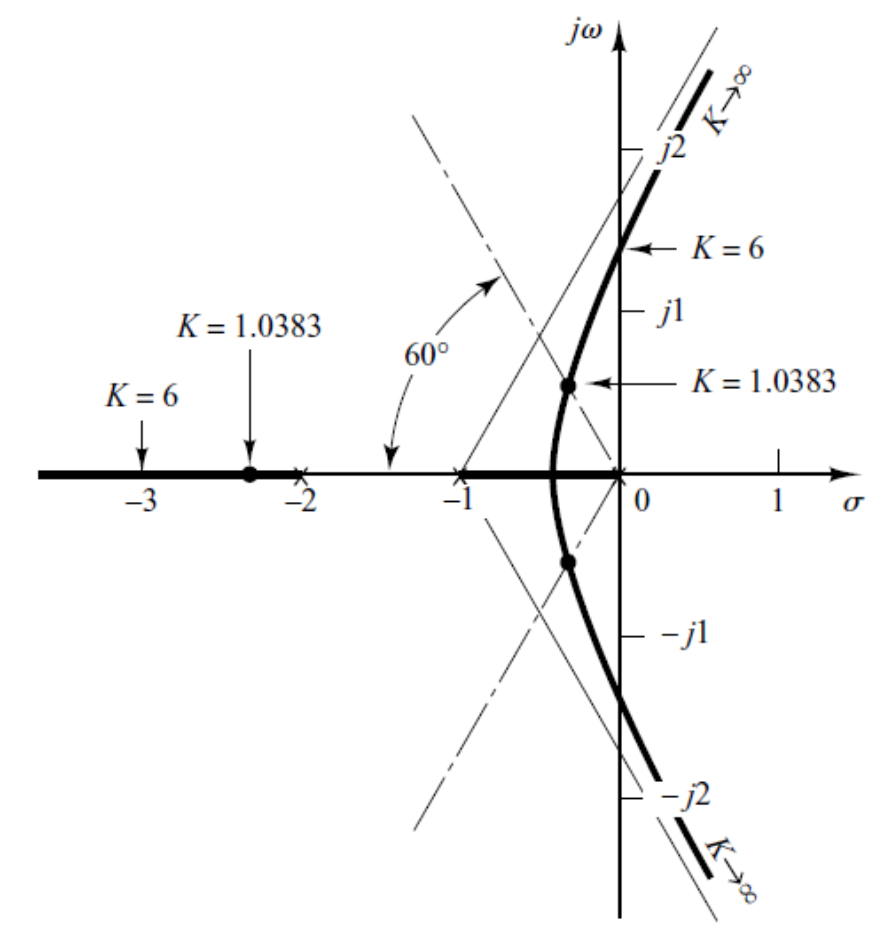 jω
K→∞
j2
K = 6
j1
K = 1.0383
60°
K = 1.0383
K = 6
−3
−2
−1
0
1
σ
−j1
−j2
K→∞